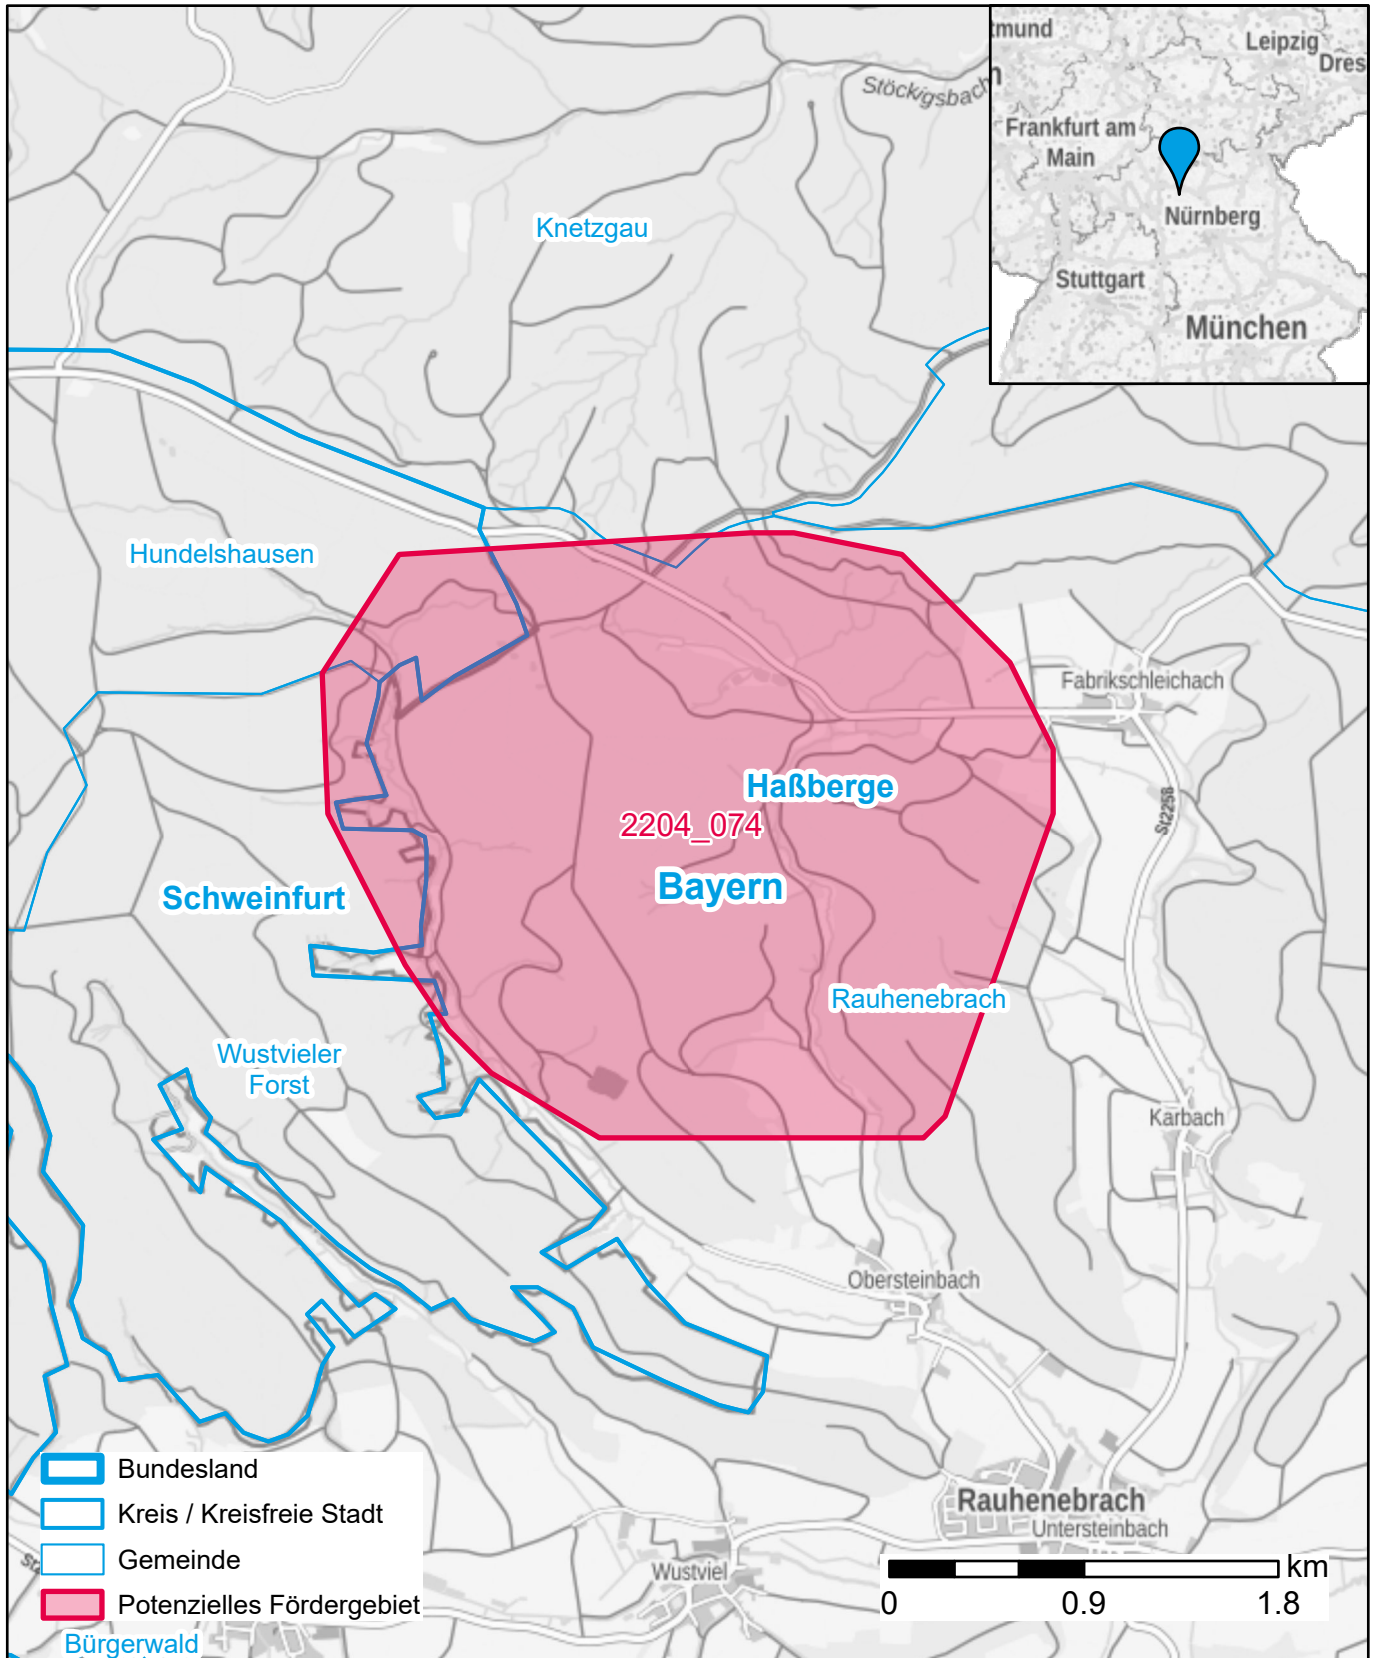 Stöckigsbach
tmund
Leipzig
Dres
n
Frankfurt am
Main
Nürnberg
Stuttgart
München
Knetzgau
Hundelshausen
Fabrikschleichach
Haßberge
2204_074
St2258
Bayern
Schweinfurt
Rauhenebrach
Wustvieler
Forst
Karbach
Obersteinbach
Rauhenebrach
Untersteinbach
Wustviel
Bundesland
Kreis / Kreisfreie Stadt
Gemeinde
Potenzielles Fördergebiet
St2
Bürgerwald
km
0 0.9 1.8